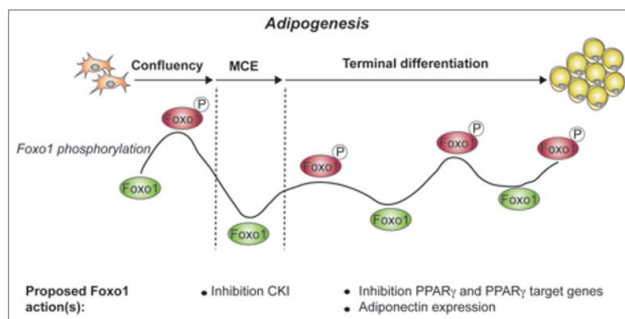 Adipogenesis
Confluency MCE Terminal differentiation
P
Foxo1
Foxo1 phosphorylation
P
Foxo1
P
Foxo1
P
Foxo1
Foxo1
Foxo1
Foxo1
Foxo1
Proposed Foxo1 action(s):
• Inhibition CKI
• Inhibition PPARγ and PPARγ target genes
• Adiponectin expression